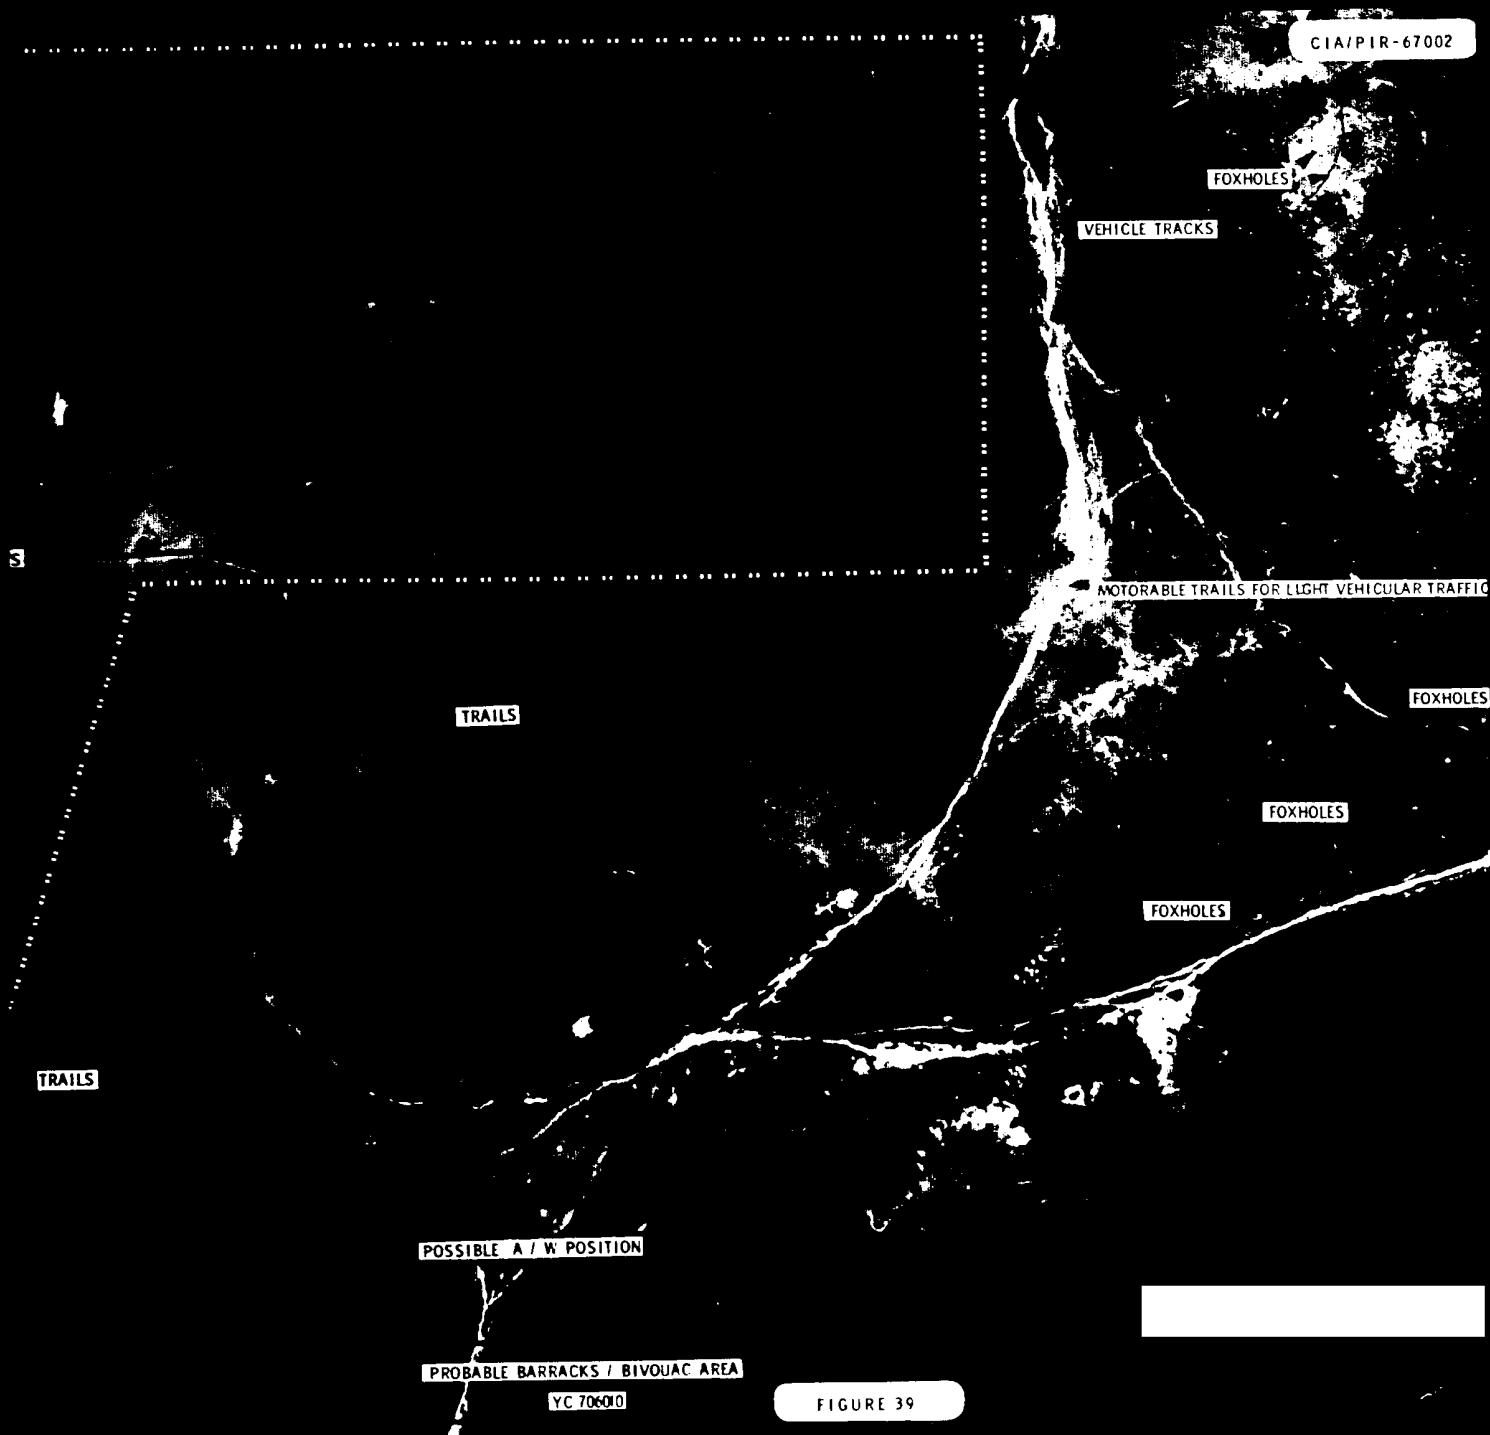 CIA/PIR-67002
FOXHOLES
VEHICLE TRACKS
S
MOTORABLE TRAILS FOR LIGHT VEHICULAR TRAFFIC
FOXHOLES
TRAILS
FOXHOLES
FOXHOLES
TRAILS
POSSIBLE A / W POSITION
PROBABLE BARRACKS / BIVOUAC AREA
YC 706010
FIGURE 39